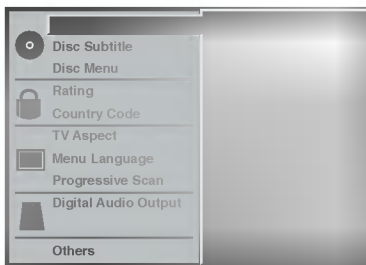 Disc Subtitle
Disc Menu
Rating
Country Code
TV Aspect
Menu Language
Progressive Scan
Digital Audio Output
Others